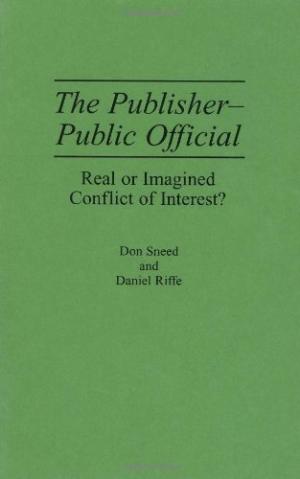 The Publisher–
Public Official
Real or Imagined
Conflict of Interest?
Don Sneed
and
Daniel Riffe